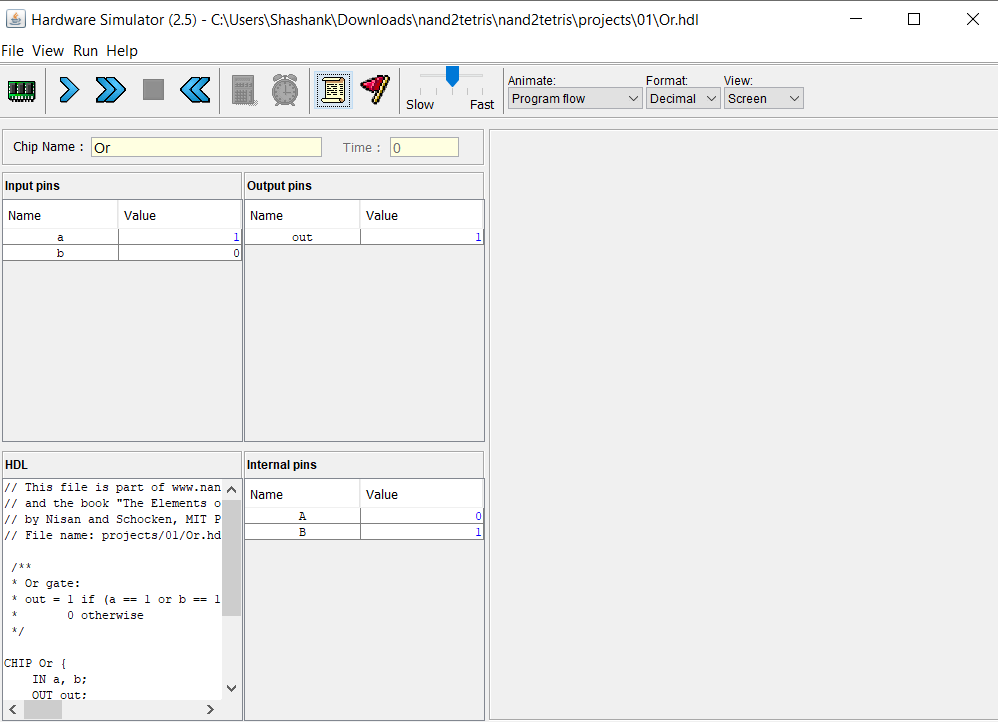 Hardware Simulator (2.5) - C:\Users\Shashank\Downloads\nand2tetris\nand2tetris\projects\01\Or.hdl
File View Run Help
Slow Fast
Animate: Format: View:
Program flow Decimal Screen
Chip Name : Or Time : 0
Input pins
Name Value
a 1
b 0
Output pins
Name Value
out 1
HDL
// This file is part of www.nan
// and the book "The Elements o
// by Nisan and Schocken, MIT P
// File name: projects/01/Or.hd
/**
* Or gate:
* out = 1 if (a == 1 or b == 1
* 0 otherwise
*/
CHIP Or {
IN a, b;
OUT out;
Internal pins
Name Value
A 0
B 1